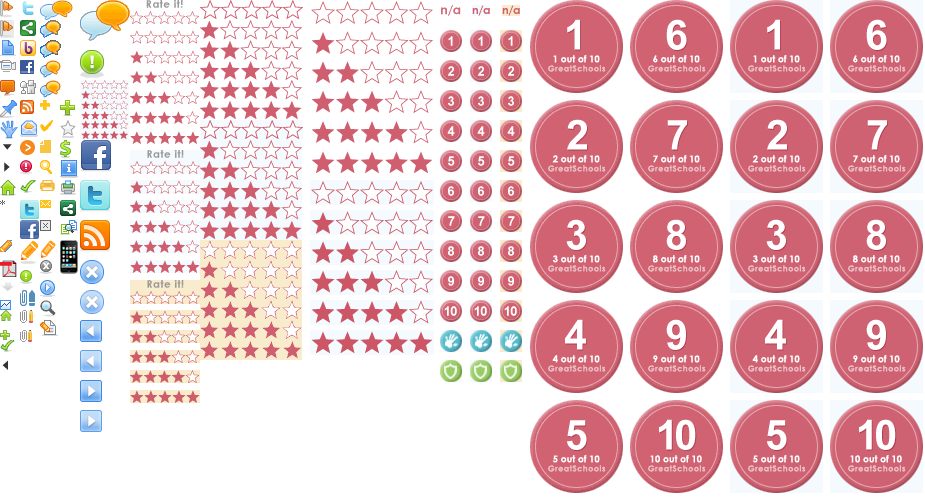 Rate it!
Rate it!
Rate it!
n/a n/a n/a
1 1 1
2 2 2
3 3 3
4 4 4
5 5 5
6 6 6
7 7 7
8 8 8
9 9 9
10 10 10
1
1 out of 10
GreatSchools
6
6 out of 10
GreatSchools
1
1 out of 10
GreatSchools
6
6 out of 10
GreatSchools
2
2 out of 10
GreatSchools
7
7 out of 10
GreatSchools
2
2 out of 10
GreatSchools
7
7 out of 10
GreatSchools
3
3 out of 10
GreatSchools
8
8 out of 10
GreatSchools
3
3 out of 10
GreatSchools
8
8 out of 10
GreatSchools
4
4 out of 10
GreatSchools
9
9 out of 10
GreatSchools
4
4 out of 10
GreatSchools
9
9 out of 10
GreatSchools
5
5 out of 10
GreatSchools
10
10 out of 10
GreatSchools
5
5 out of 10
GreatSchools
10
10 out of 10
GreatSchools